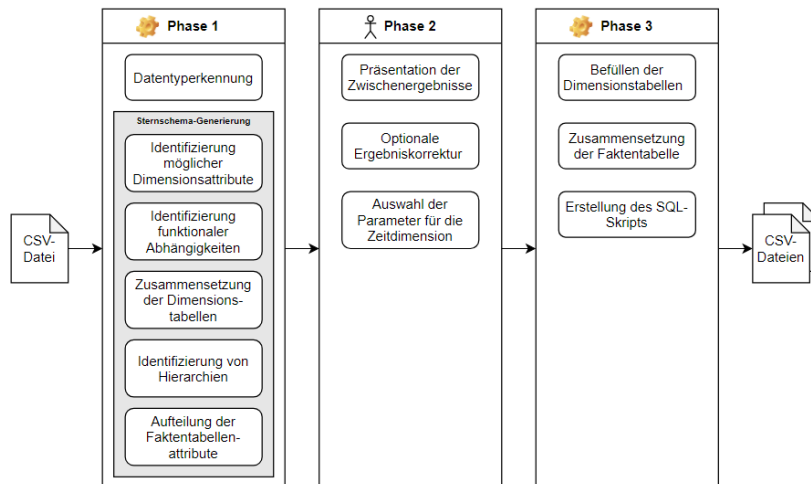 Phase 1
Phase 2
Phase 3
Datentyperkennung
Sternschema-Generierung
Identifizierung
möglicher
Dimensionsattribute
Identifizierung
funktionaler
Abhängigkeiten
Zusammensetzung
der Dimensions-
tabellen
Identifizierung von
Hierarchien
Aufteilung der
Faktentabellen-
attribute
Präsentation der
Zwischenergebnisse
Optionale
Ergebniskorrektur
Auswahl der
Parameter für die
Zeitdimension
Befüllen der
Dimensionstabellen
Zusammensetzung
der Faktentabelle
Erstellung des SQL-
Skripts
CSV-
Datei
CSV-
Dateien